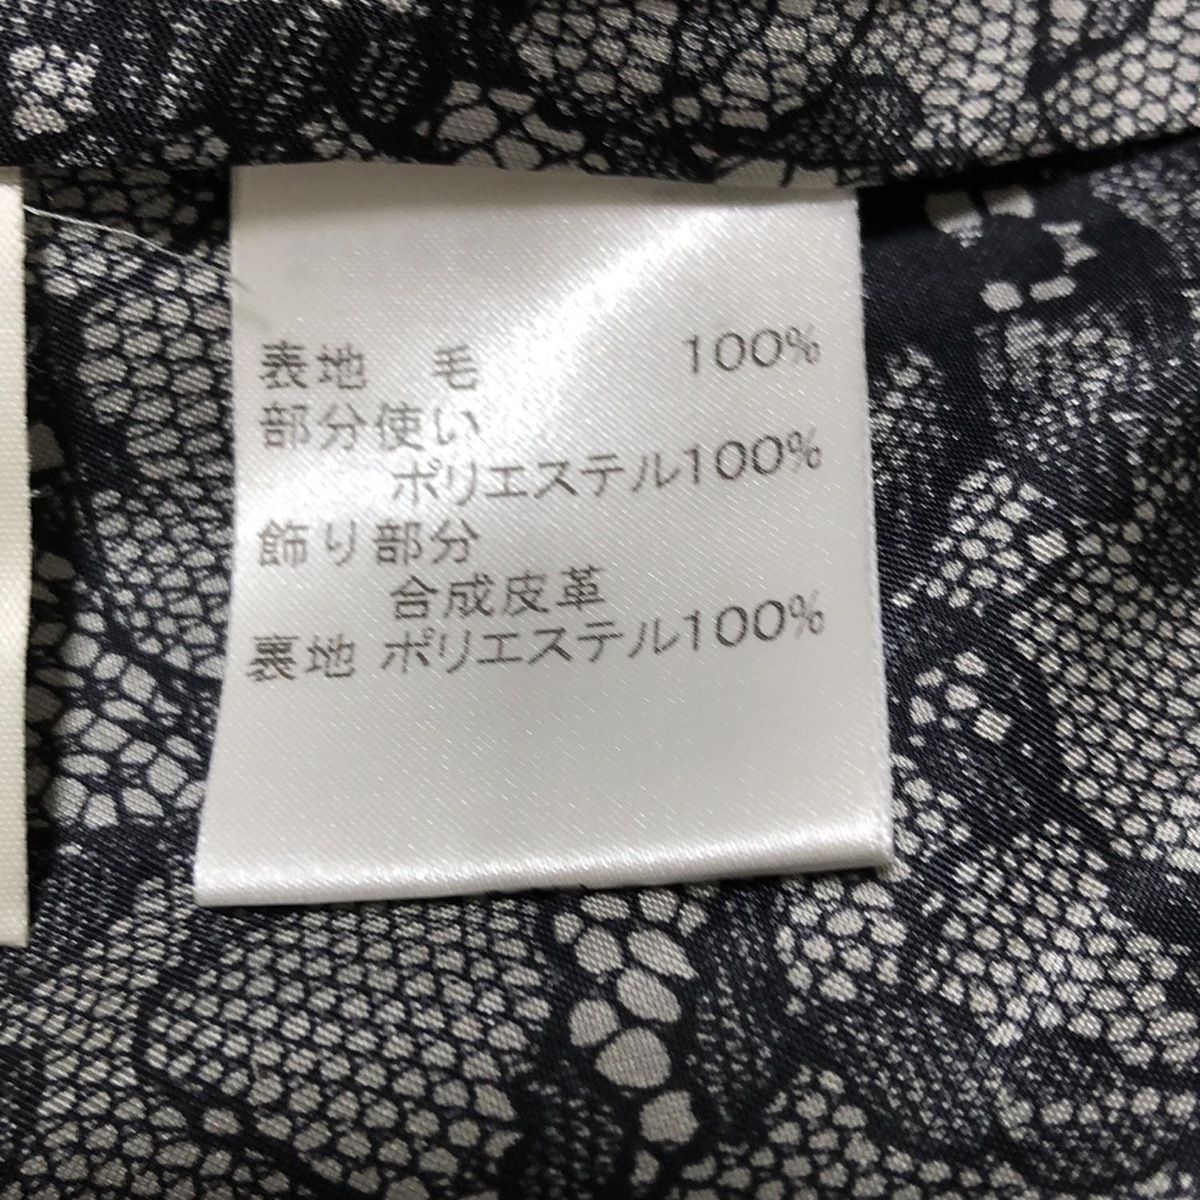 表地 毛 100%
部分使い
ポリエステル100%
飾り部分
合成皮革
裏地 ポリエステル100%